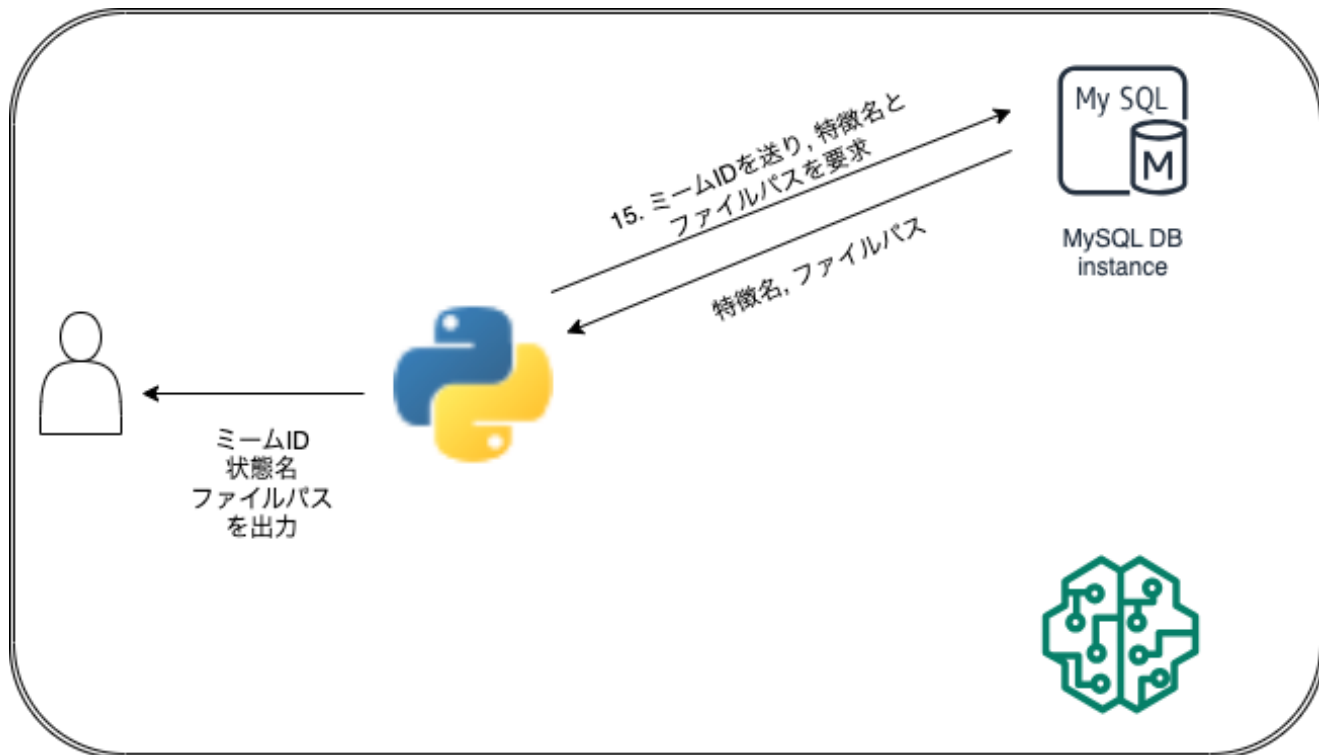 My SQL
M
MySQL DB
instance
15. ミームIDを送り, 特徴名と
ファイルパスを要求
特徴名, ファイルパス
ミームID
状態名
ファイルパス
を出力